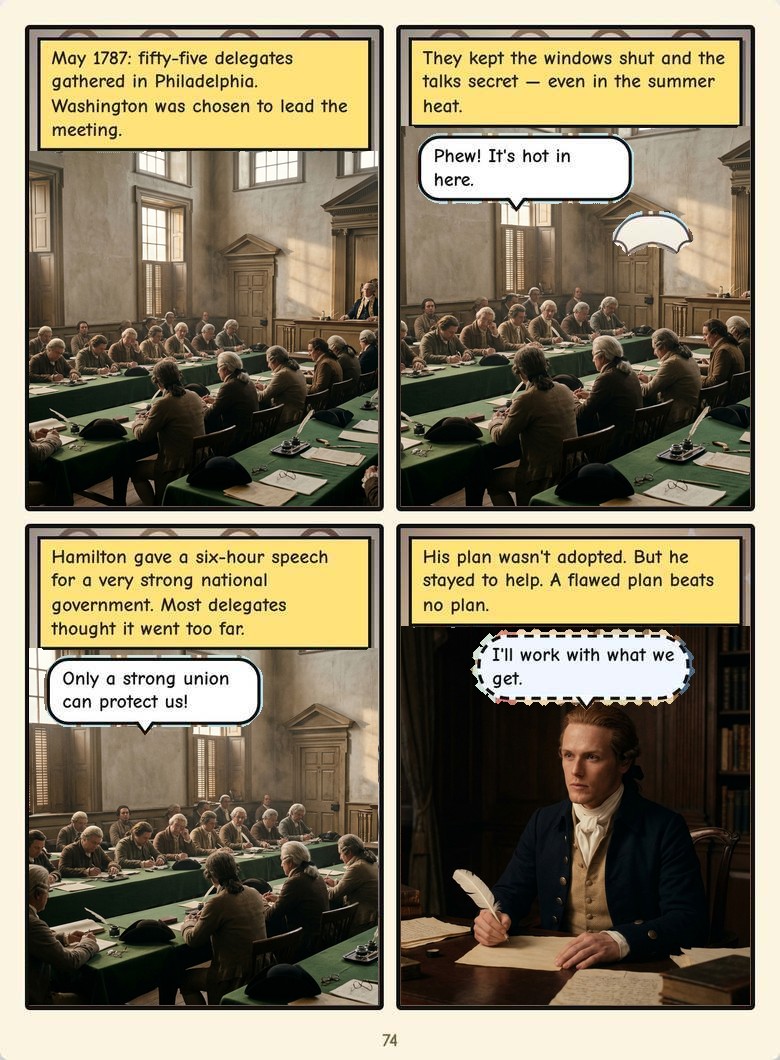 May 1787: fifty-five delegates
gathered in Philadelphia.
Washington was chosen to lead the
meeting.
They kept the windows shut and the
talks secret — even in the summer
heat.
Phew! It's hot in
here.
Hamilton gave a six-hour speech
for a very strong national
government. Most delegates
thought it went too far.
Only a strong union
can protect us!
His plan wasn't adopted. But he
stayed to help. A flawed plan beats
no plan.
I'll work with what we
get.
74